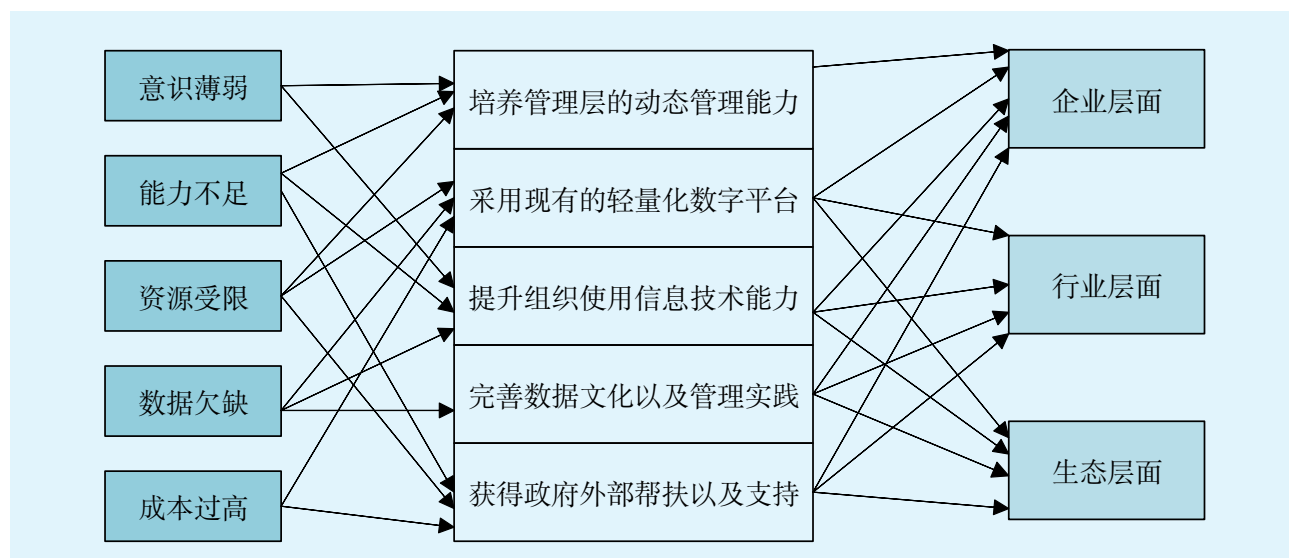 意识薄弱
能力不足
资源受限
数据欠缺
成本过高
培养管理层的动态管理能力
采用现有的轻量化数字平台
提升组织使用信息技术能力
完善数据文化以及管理实践
获得政府外部帮扶以及支持
企业层面
行业层面
生态层面